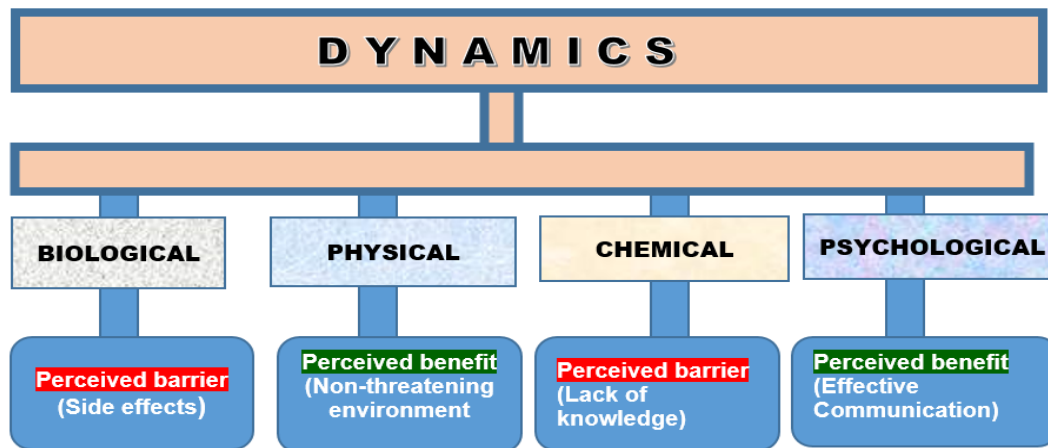 DYNAMICS
BIOLOGICAL
PHYSICAL
CHEMICAL
PSYCHOLOGICAL
Perceived barrier
(Side effects)
Perceived benefit
(Non-threatening
environment
Perceived barrier
(Lack of
knowledge)
Perceived benefit
(Effective
Communication)